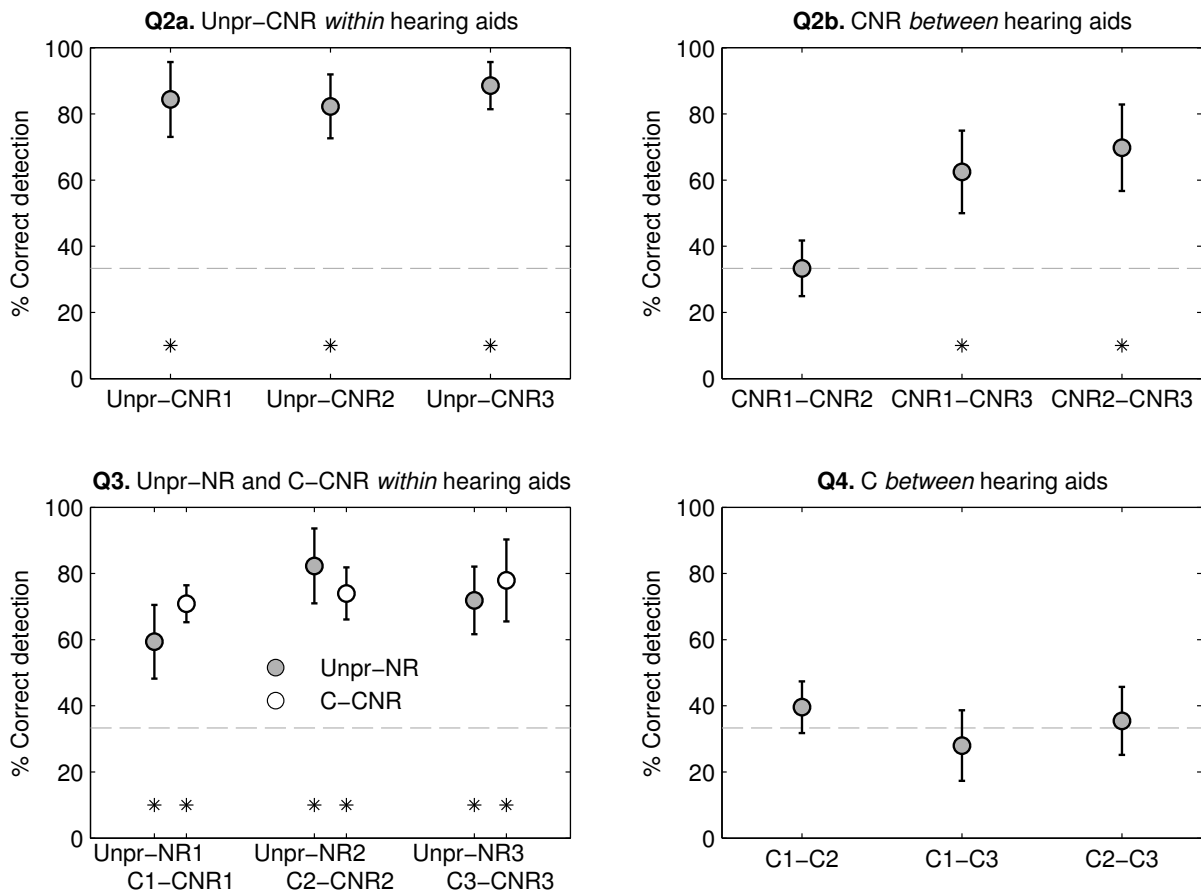 Q2a. Unpr−CNR within hearing aids
% Correct detection
100
80
60
40
20
0
Unpr−CNR1 Unpr−CNR2 Unpr−CNR3
Q2b. CNR between hearing aids
% Correct detection
100
80
60
40
20
0
CNR1−CNR2 CNR1−CNR3 CNR2−CNR3
Q3. Unpr−NR and C−CNR within hearing aids
% Correct detection
100
80
60
40
20
0
Unpr−NR
C−CNR
Unpr−NR1 Unpr−NR2 Unpr−NR3
C1−CNR1 C2−CNR2 C3−CNR3
Q4. C between hearing aids
% Correct detection
100
80
60
40
20
0
C1−C2 C1−C3 C2−C3